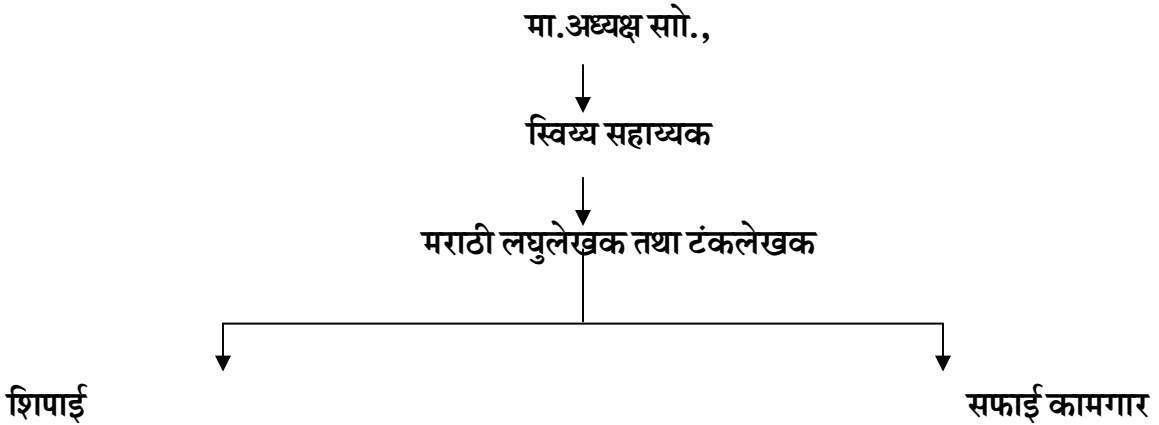 मा.अध्यक्ष साो.,
स्विय्य सहाय्यक
मराठी लघुलेखक तथा टंकलेखक
शिपाई सफाई कामगार